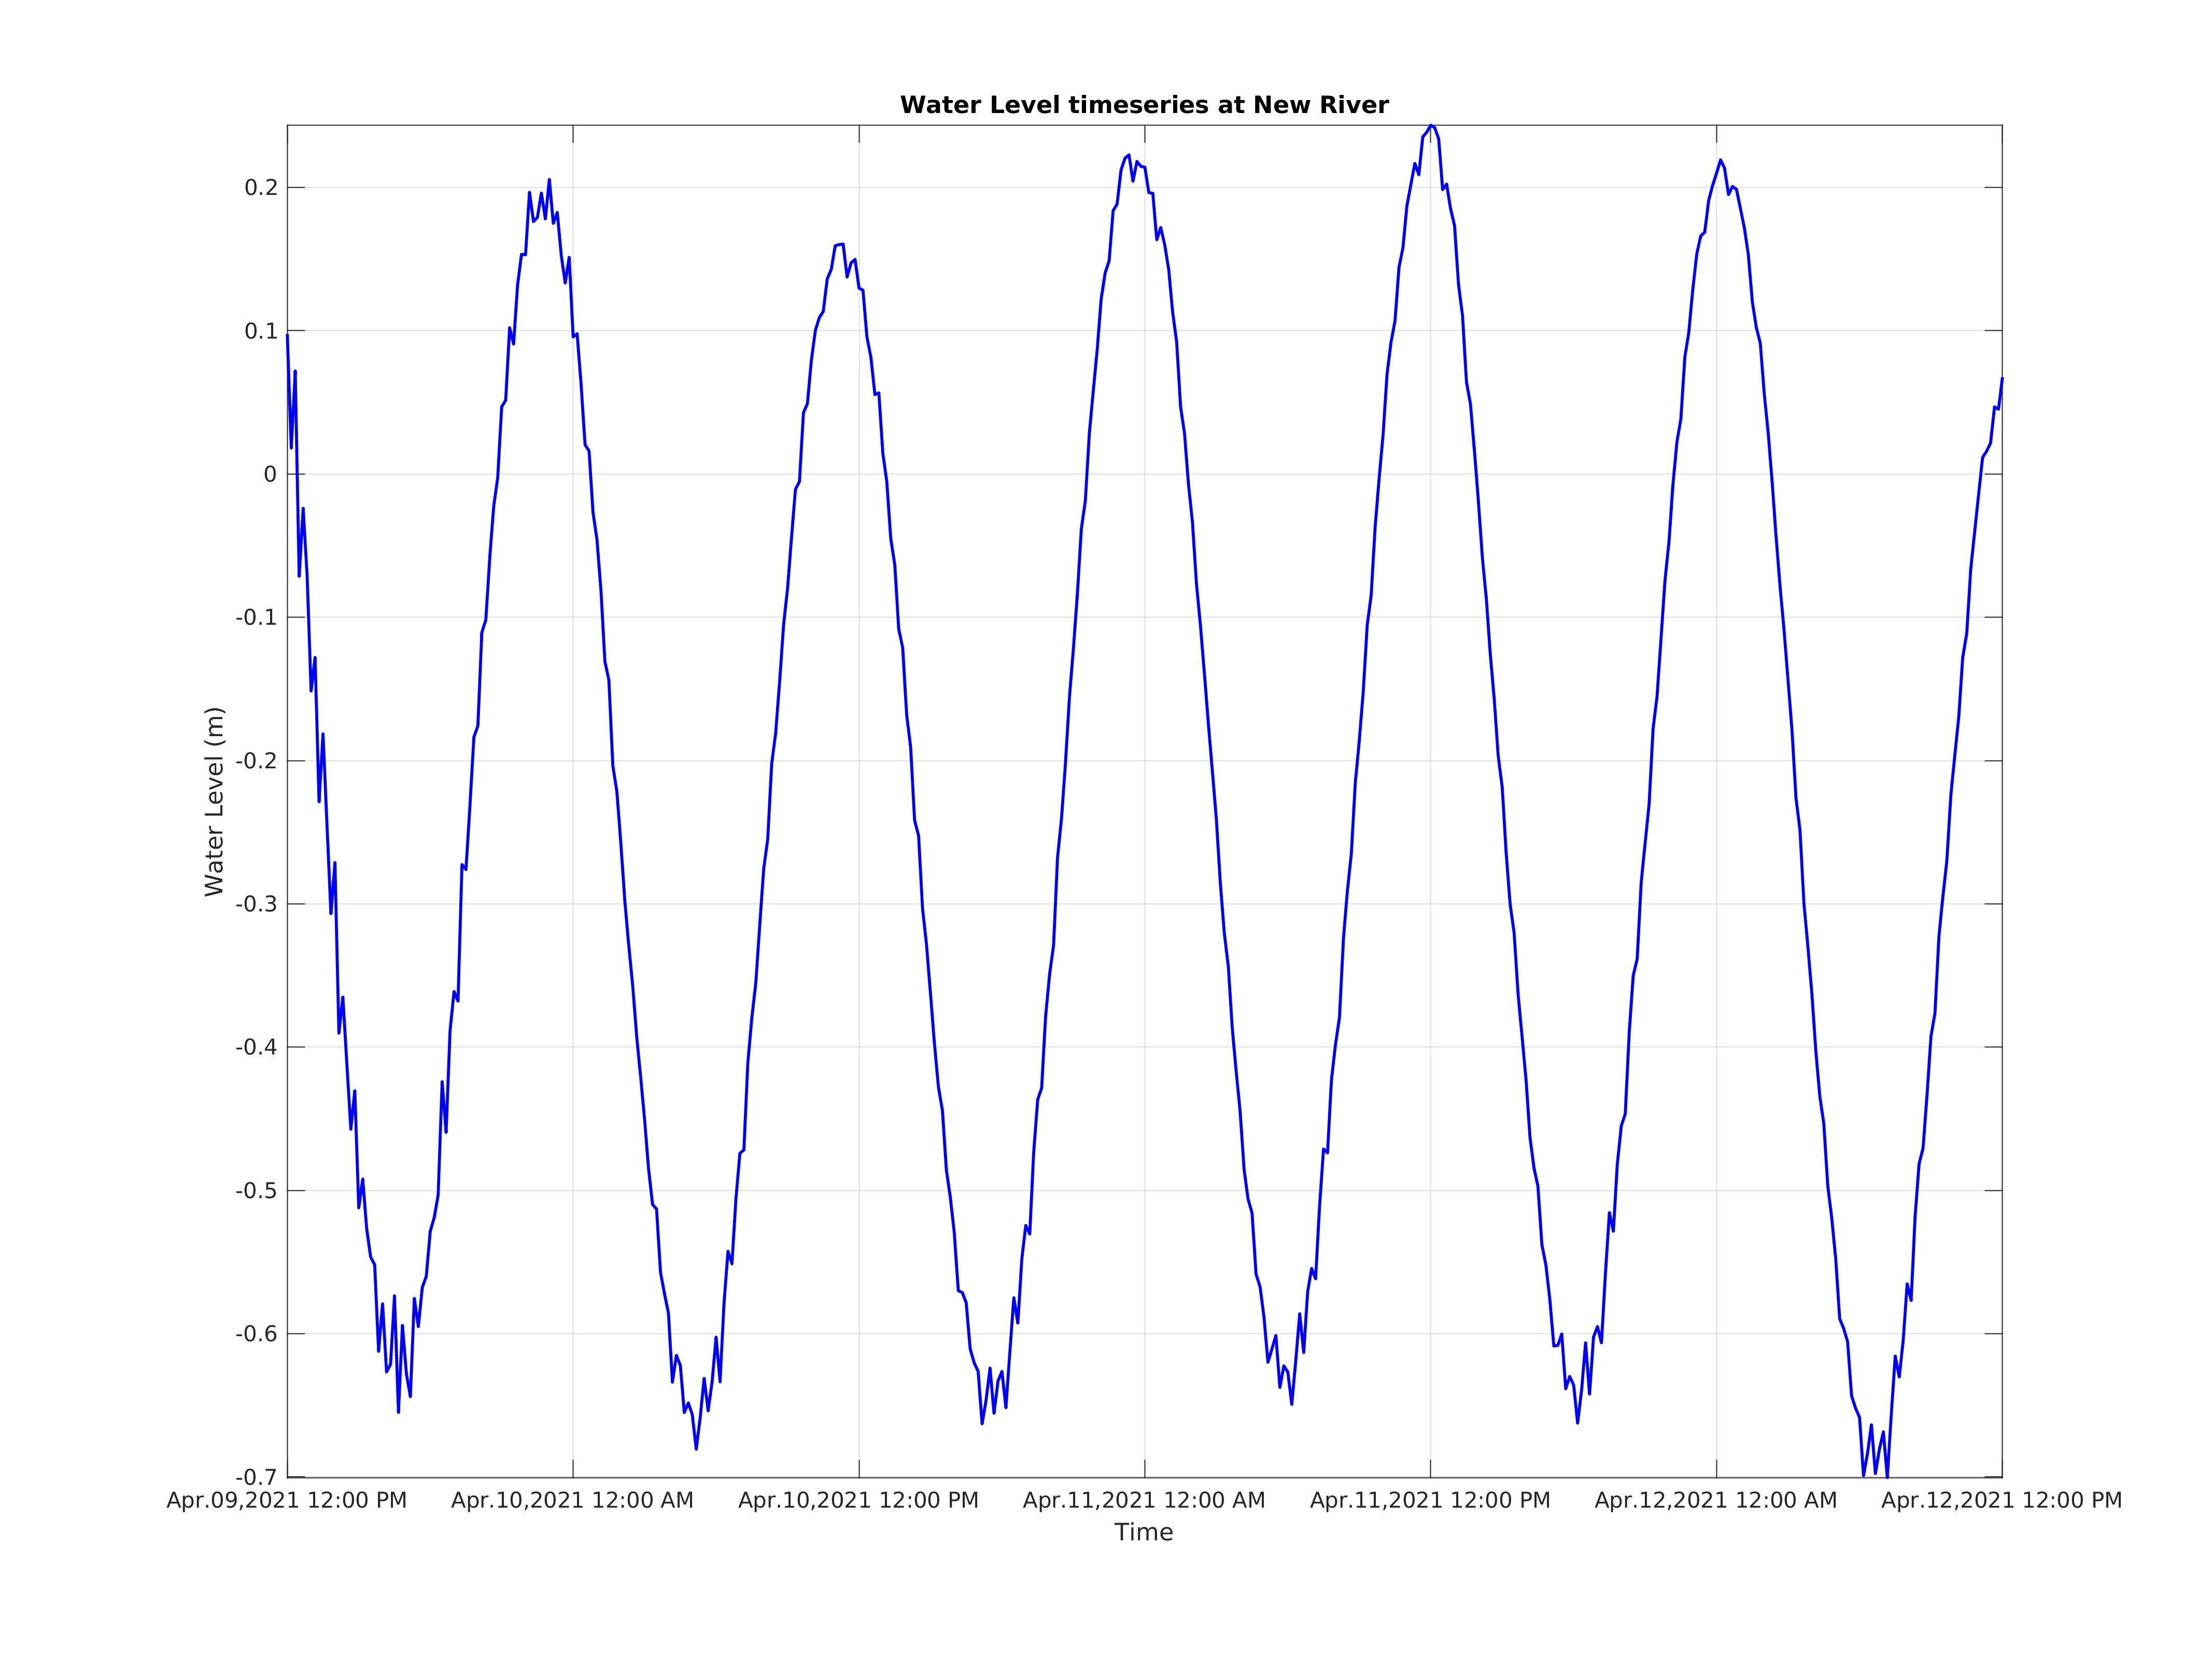 Water Level timeseries at New River
0.2
0.1
0
-0.1
-0.2
-0.3
-0.4
-0.5
-0.6
-0.7
Water Level (m)
Apr.09,2021 12:00 PM
Apr.10,2021 12:00 AM
Apr.10,2021 12:00 PM
Apr.11,2021 12:00 AM
Apr.11,2021 12:00 PM
Apr.12,2021 12:00 AM
Apr.12,2021 12:00 PM
Time